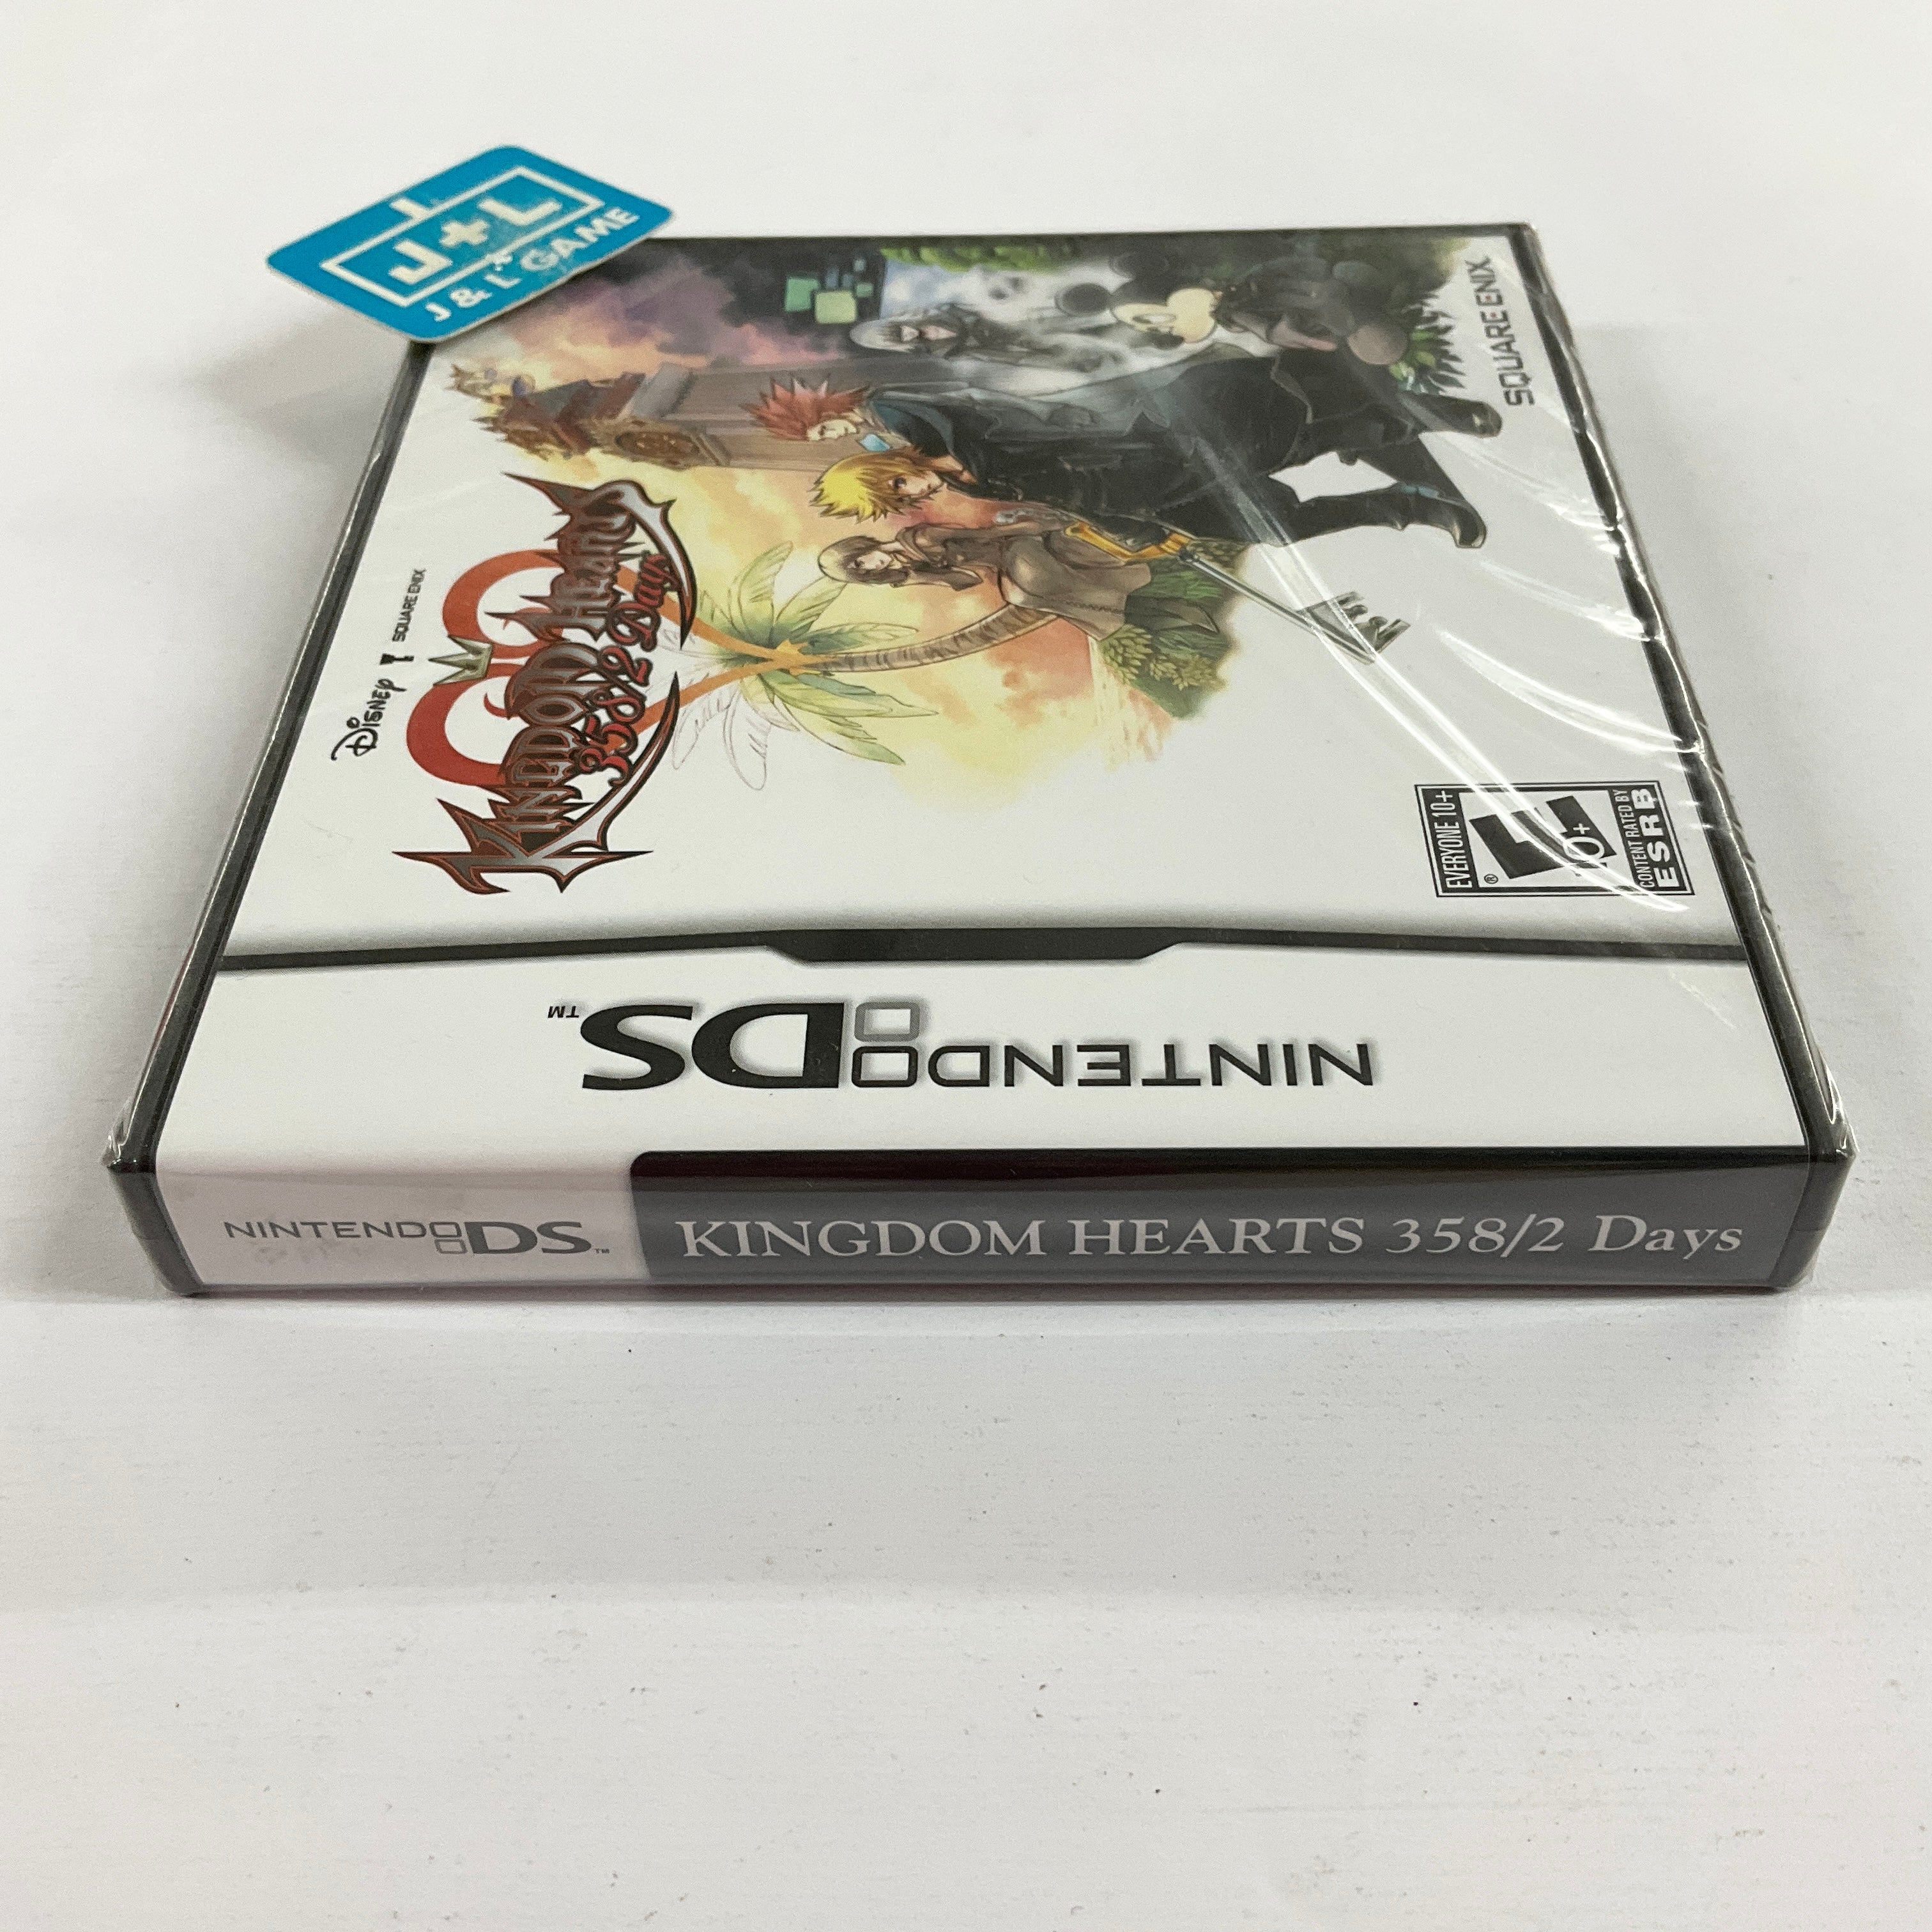 J+L
J & L GAME
SQUARE ENIX
Disney
SQUARE ENIX
KINGDOM HEARTS
358/2 Days
EVERYONE 10+
E
10+
®
CONTENT RATED BY
ESRB
NINTENDO DS™
NINTENDO DS™
KINGDOM HEARTS 358/2 Days